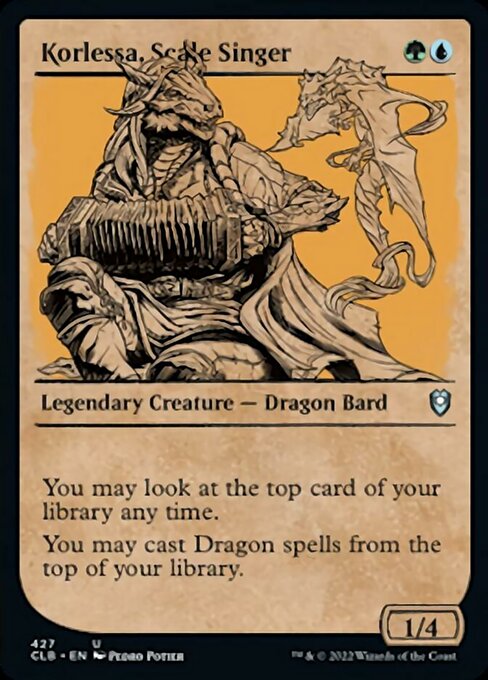 Korlessa, Scale Singer
Legendary Creature — Dragon Bard
You may look at the top card of your
library any time.
You may cast Dragon spells from the
top of your library.
1/4
427 U
CLB • EN Pedro Potier
™ & © 2022 Wizards of the Coast